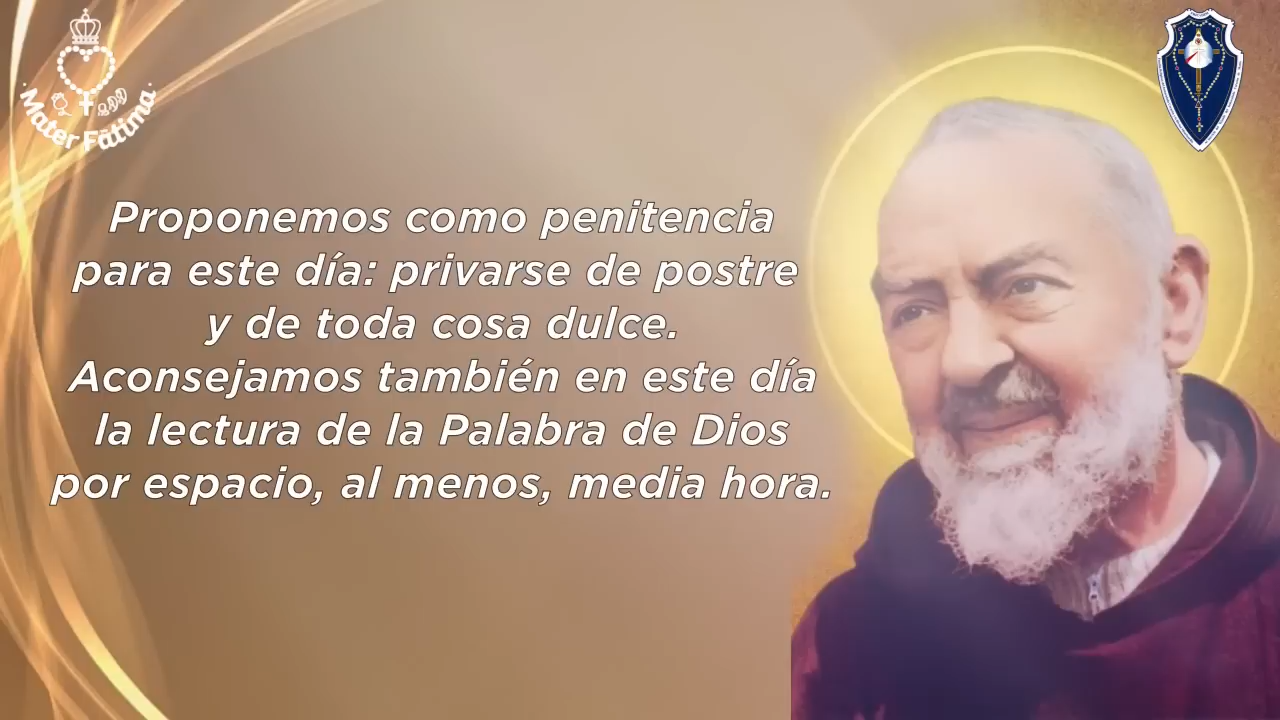 Mater Fátima
Proponemos como penitencia
para este día: privarse de postre
y de toda cosa dulce.
Aconsejamos también en este día
la lectura de la Palabra de Dios
por espacio, al menos, media hora.